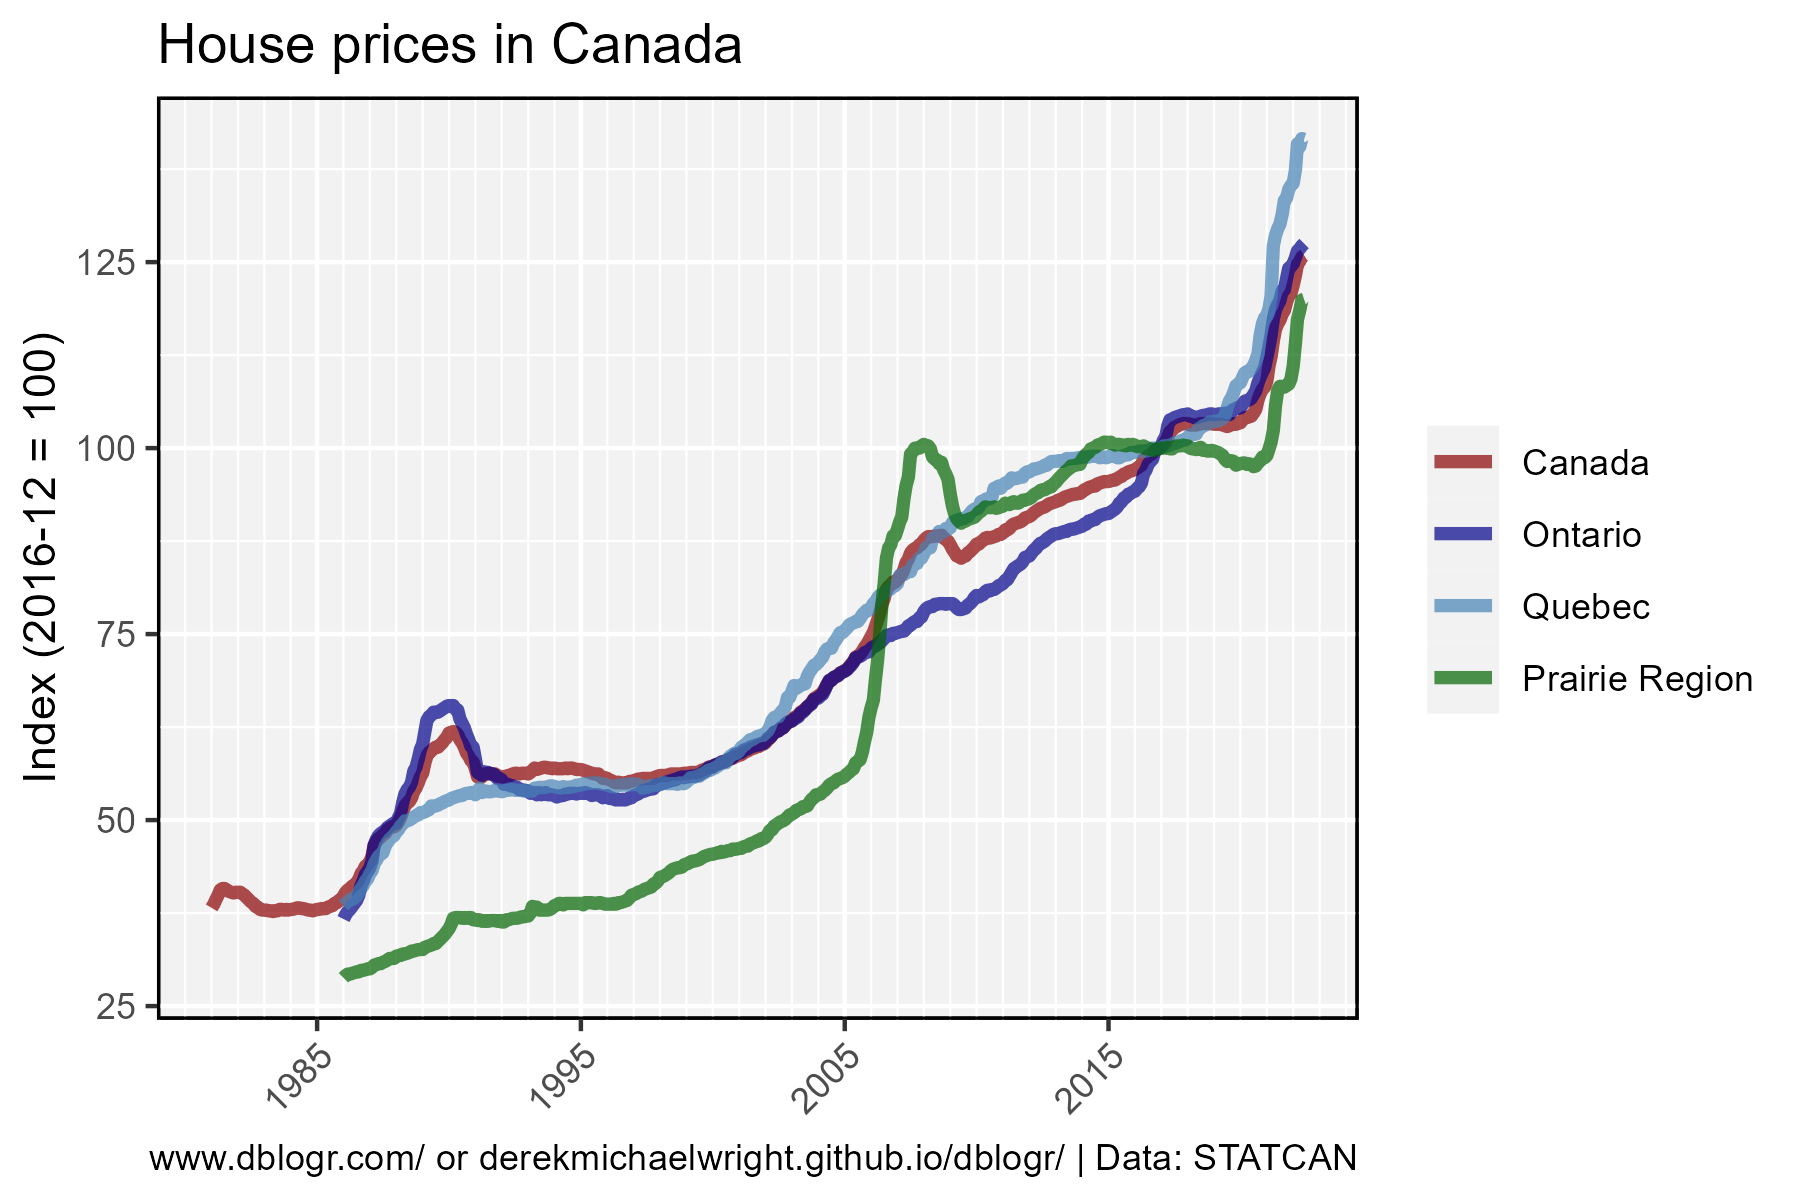 House prices in Canada
Index (2016-12 = 100)
125
100
75
50
25
1985
1995
2005
2015
Canada
Ontario
Quebec
Prairie Region
www.dblogr.com/ or derekmichaelwright.github.io/dblogr/ | Data: STATCAN